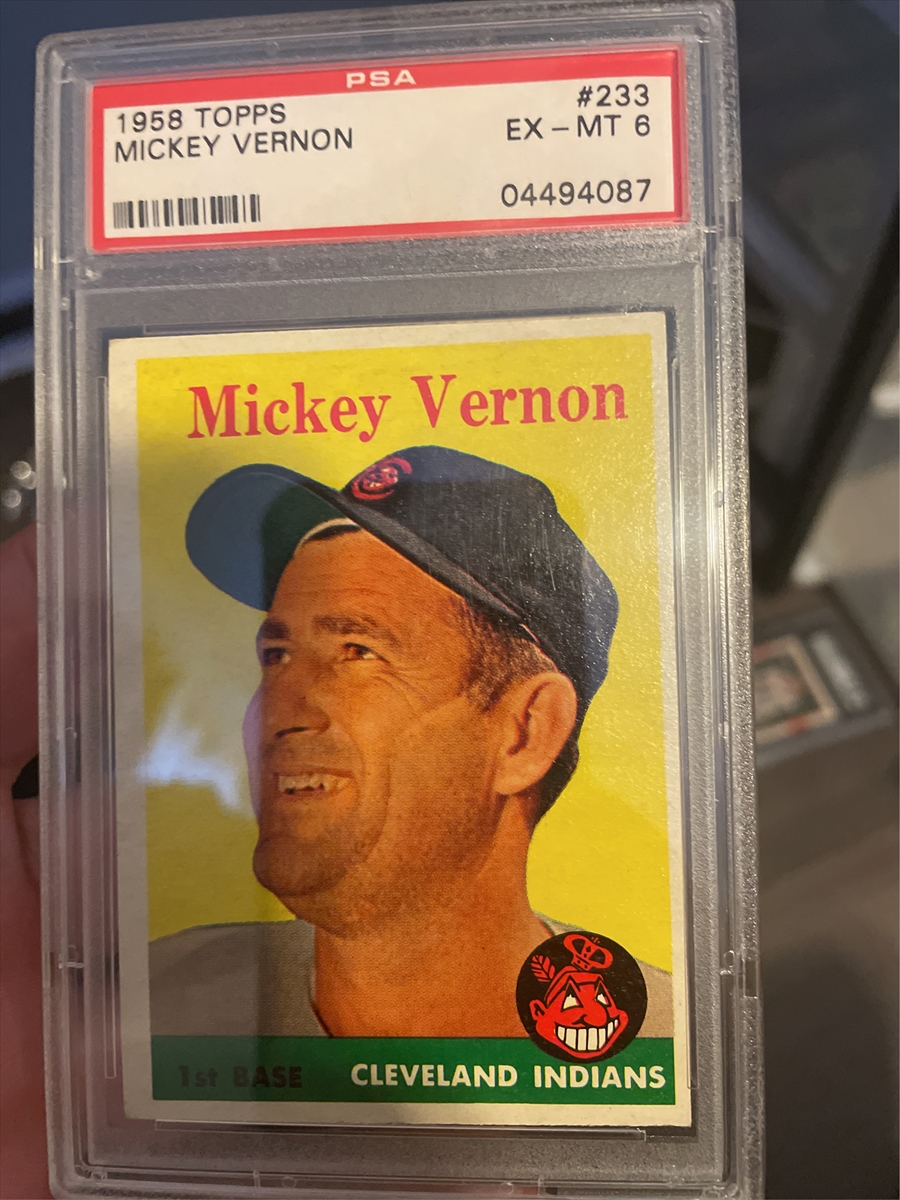 PSA
1958 TOPPS #233
MICKEY VERNON EX - MT 6
04494087
Mickey Vernon
1st BASE CLEVELAND INDIANS